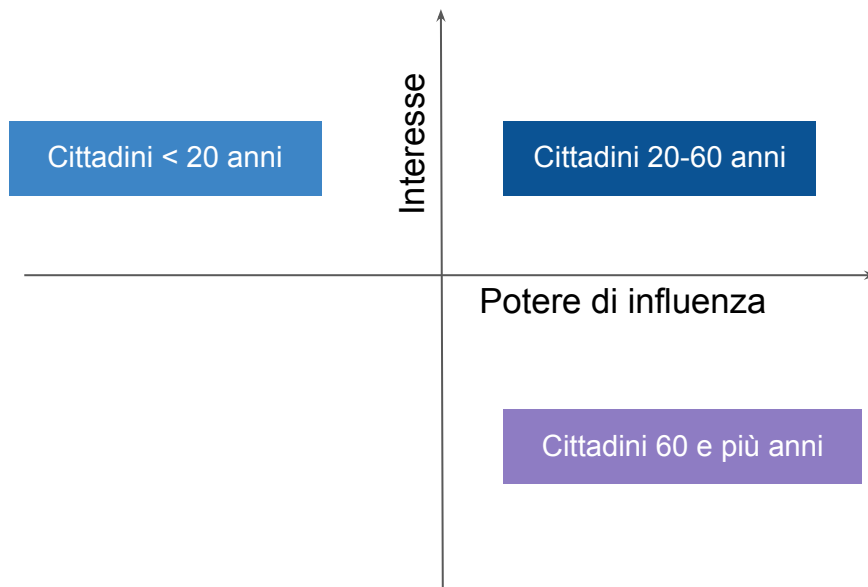 Interesse
Cittadini < 20 anni
Cittadini 20-60 anni
Potere di influenza
Cittadini 60 e più anni